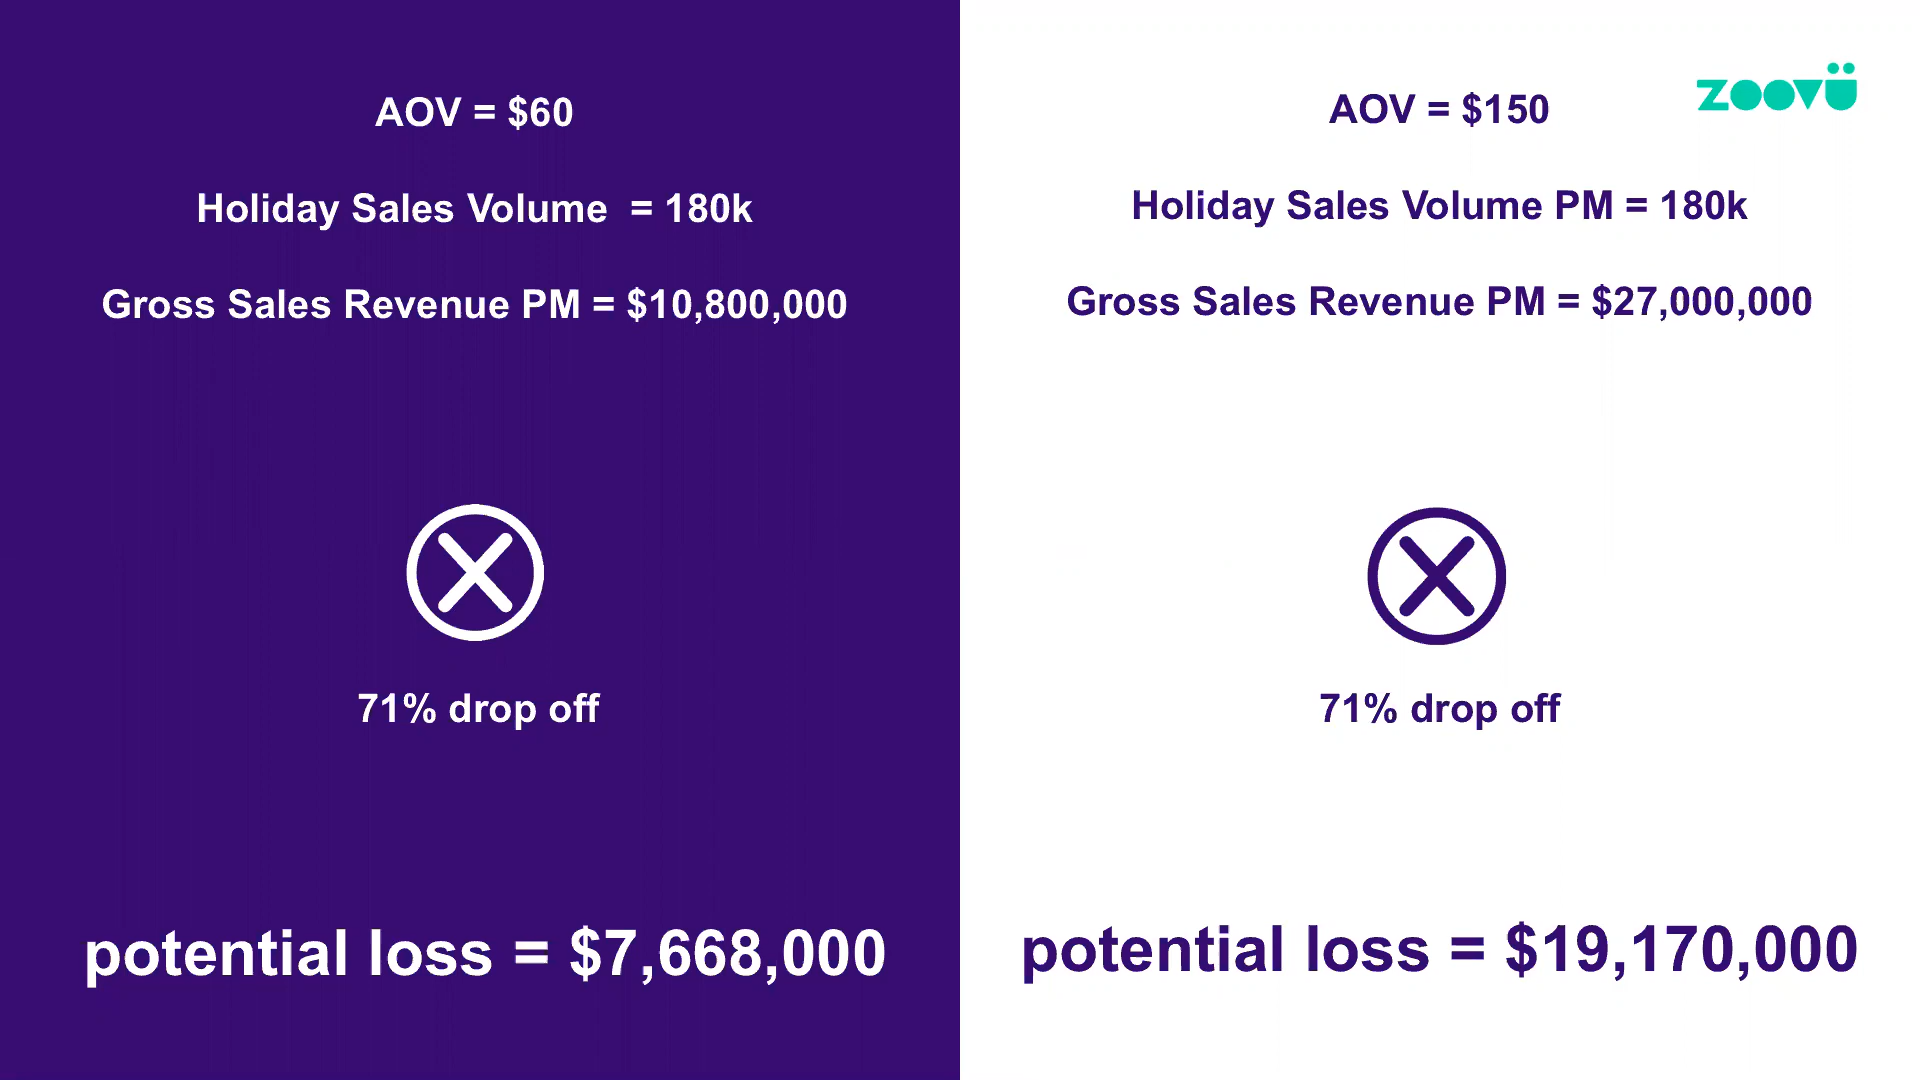 AOV = $60
Holiday Sales Volume  = 180k
Gross Sales Revenue PM = $10,800,000
71% drop off
potential loss = $7,668,000
zoovü
AOV = $150
Holiday Sales Volume PM = 180k
Gross Sales Revenue PM = $27,000,000
71% drop off
potential loss = $19,170,000